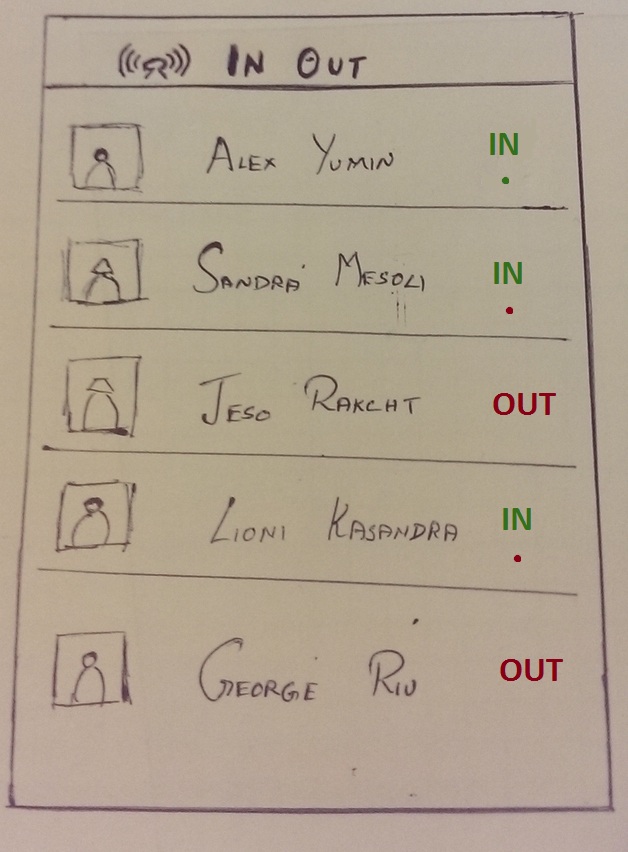 IN OUT
ALEX YUMIN IN
SANDRA MESOLI IN
JESO RAKCHT OUT
LIONI KASANDRA IN
GEORGE RIU OUT